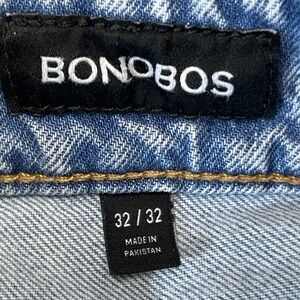 BONOBOS
32 / 32
MADE IN
PAKISTAN